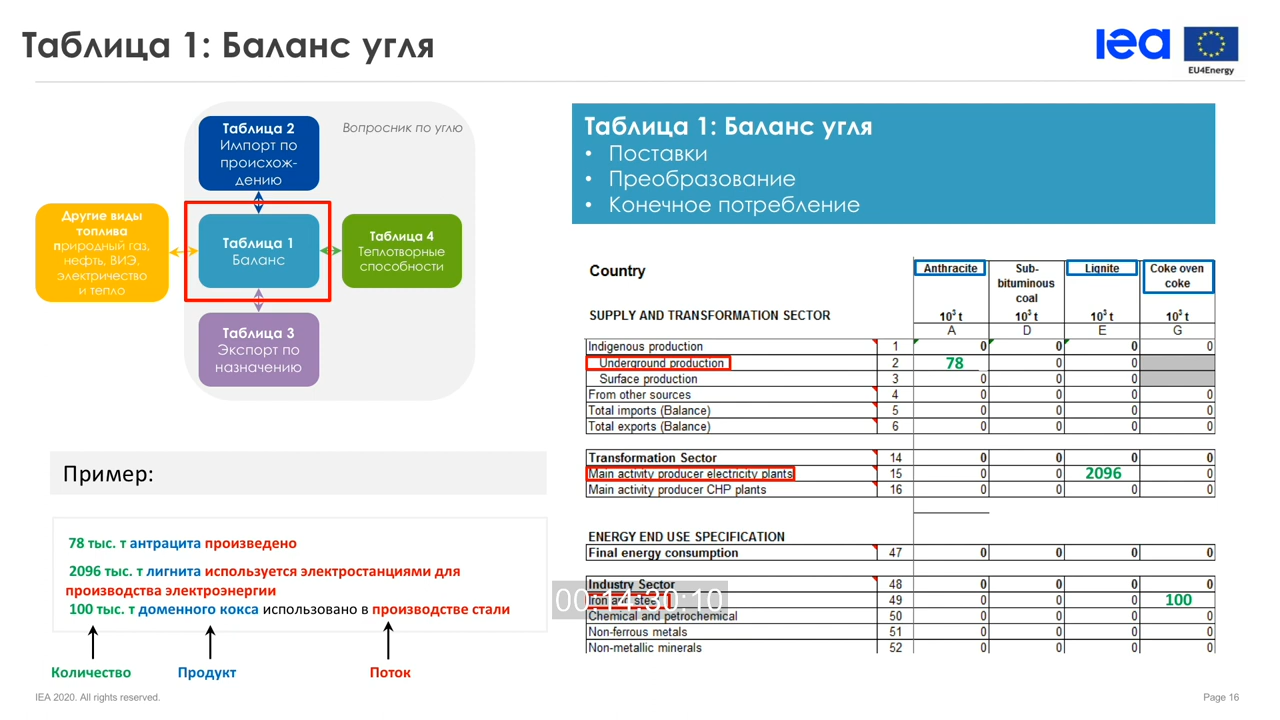 Таблица 1: Баланс угля
iea
EU4Energy
Вопросник по углю
Таблица 2
Импорт по
происхож-
дению
Другие виды
топлива
природный газ,
нефть, ВИЭ,
электричество
и тепло
Таблица 1
Баланс
Таблица 4
Теплотворные
способности
Таблица 3
Экспорт по
назначению
Таблица 1: Баланс угля
• Поставки
• Преобразование
• Конечное потребление
Country
Anthracite
Sub-
bituminous
coal
Lignite
Coke oven
coke
SUPPLY AND TRANSFORMATION SECTOR
10³ t 10³ t 10³ t 10³ t
A D E G
Indigenous production 1 0 0 0 0
Underground production 2 78 0 0
Surface production 3 0 0 0
From other sources 4 0 0 0 0
Total imports (Balance) 5 0 0 0 0
Total exports (Balance) 6 0 0 0 0
Transformation Sector 14 0 0 0 0
Main activity producer electricity plants 15 0 0 2096 0
Main activity producer CHP plants 16 0 0 0 0
ENERGY END USE SPECIFICATION
Final energy consumption 47 0 0 0 0
Industry Sector 48 0 0 0 0
Iron and steel 49 0 0 0 100
Chemical and petrochemical 50 0 0 0 0
Non-ferrous metals 51 0 0 0 0
Non-metallic minerals 52 0 0 0 0
00:14:30:10
Пример:
78 тыс. т антрацита произведено
2096 тыс. т лигнита используется электростанциями для
производства электроэнергии
100 тыс. т доменного кокса использовано в производстве стали
Количество
Продукт
Поток
IEA 2020. All rights reserved.
Page 16